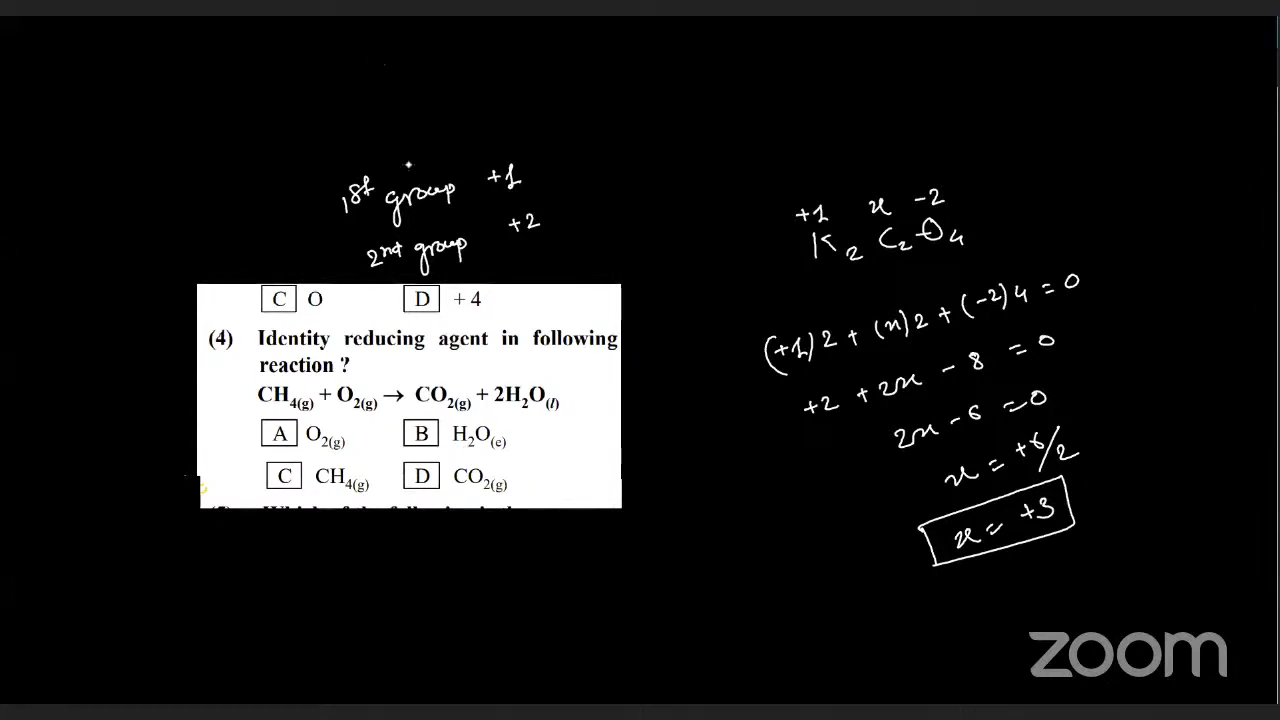 1st group +1
2nd group +2
C O D + 4
(4) Identity reducing agent in following
reaction ?
CH4(g) + O2(g) → CO2(g) + 2H2O(l)
A O2(g) B H2O(e)
C CH4(g) D CO2(g)
+1 x -2
K2 C2 O4
(+1)2 + (x)2 + (-2)4 = 0
+2 + 2x - 8 = 0
2x - 6 = 0
x = +6/2
x = +3
zoom